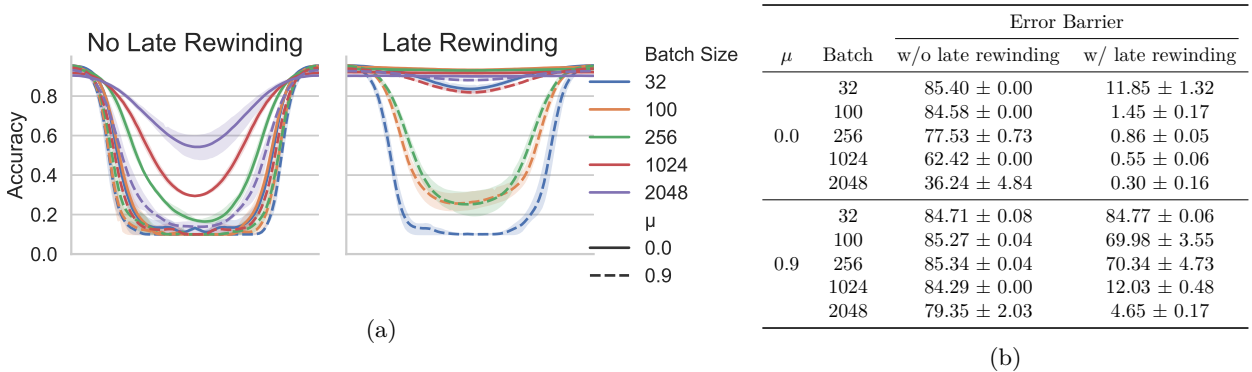 No Late Rewinding
Late Rewinding
Accuracy
0.8
0.6
0.4
0.2
0.0
Batch Size
32
100
256
1024
2048
μ
0.0
0.9
(a)
Error Barrier
μ Batch w/o late rewinding w/ late rewinding
0.0
32 85.40 ± 0.00 11.85 ± 1.32
100 84.58 ± 0.00 1.45 ± 0.17
256 77.53 ± 0.73 0.86 ± 0.05
1024 62.42 ± 0.00 0.55 ± 0.06
2048 36.24 ± 4.84 0.30 ± 0.16
0.9
32 84.71 ± 0.08 84.77 ± 0.06
100 85.27 ± 0.04 69.98 ± 3.55
256 85.34 ± 0.04 70.34 ± 4.73
1024 84.29 ± 0.00 12.03 ± 0.48
2048 79.35 ± 2.03 4.65 ± 0.17
(b)